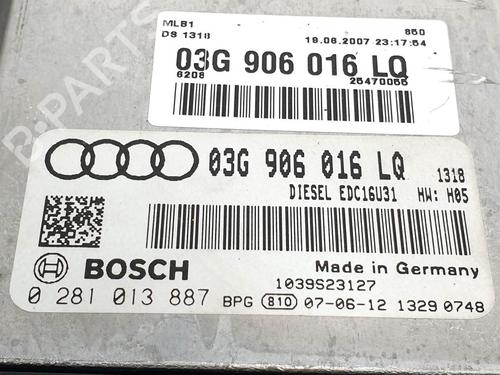 MLB1 850
DS 1318 19.06.2007 23:17:54
03G 906 016 LQ
6208 25470055
03G 906 016 LQ 1318
DIESEL EDC16U31 HW: H05
BOSCH Made in Germany
1039S23127
0 281 013 887 BPG 810 07-06-12 1329 0748
B-PARTS